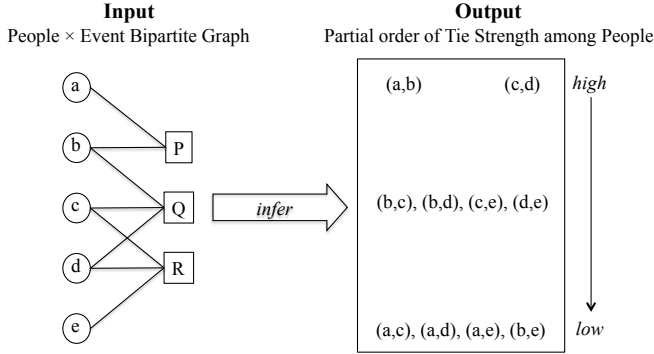 Input
People × Event Bipartite Graph
a
b
c
d
e
P
Q
R
infer
Output
Partial order of Tie Strength among People
(a,b) (c,d)
(b,c), (b,d), (c,e), (d,e)
(a,c), (a,d), (a,e), (b,e)
high
low